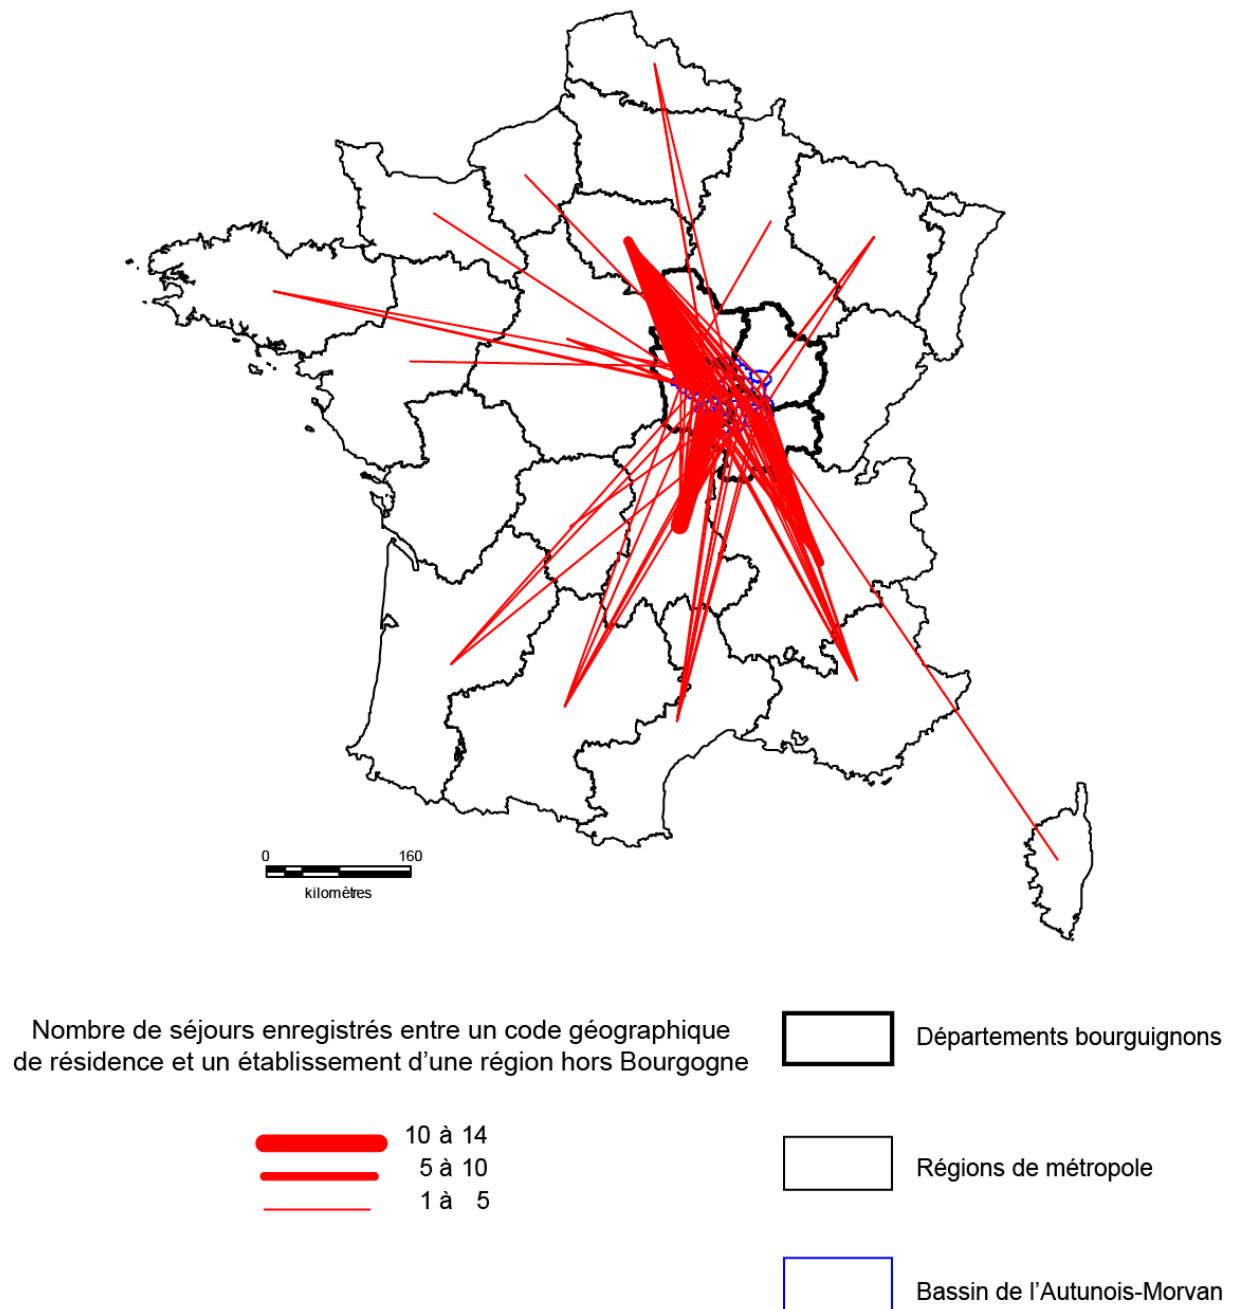 0 160
kilomètres
Nombre de séjours enregistrés entre un code géographique
de résidence et un établissement d’une région hors Bourgogne
10 à 14
5 à 10
1 à 5
Départements bourguignons
Régions de métropole
Bassin de l’Autunois-Morvan